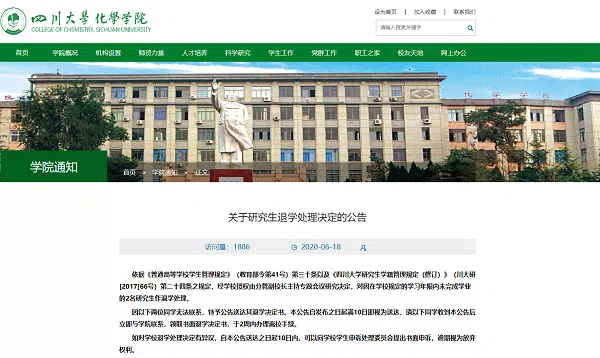 四川大學化學學院
COLLEGE OF CHEMISTRY, SICHUAN UNIVERSITY
设为首页 | 加入收藏 | 联系我们
请输入搜索关键字
首页 学院概况 机构设置 师资力量 人才培养 科学研究 学生工作 党群工作 职工之家 校友天地 网上办公
化 学 学 院
学院通知
首页 » 学院通知 » 正文
关于研究生退学处理决定的公告
访问量： 1886 2020-06-18
依据《普通高等学校学生管理规定》（教育部令第41号）第三十条以及《四川大学研究生学籍管理规定（修订）》（川大研
[2017]66号）第二十四条之规定，经学校授权由分管副校长主持专题会议研究决定，对因在学校规定的学习年限内未完成学业
的2名研究生作退学处理。
因以下两位同学无法联系，特予公告送达其退学决定书。本公告自发布之日起满10日即视为送达，请以下同学收到本公告后
立即与学院联系，领取书面退学决定书，于2周内办理离校手续。
如对学校退学处理决定有异议，自本公告送达之日起10日内，可以向学校学生申诉处理委员会提出书面申诉，逾期视为放弃
权利。